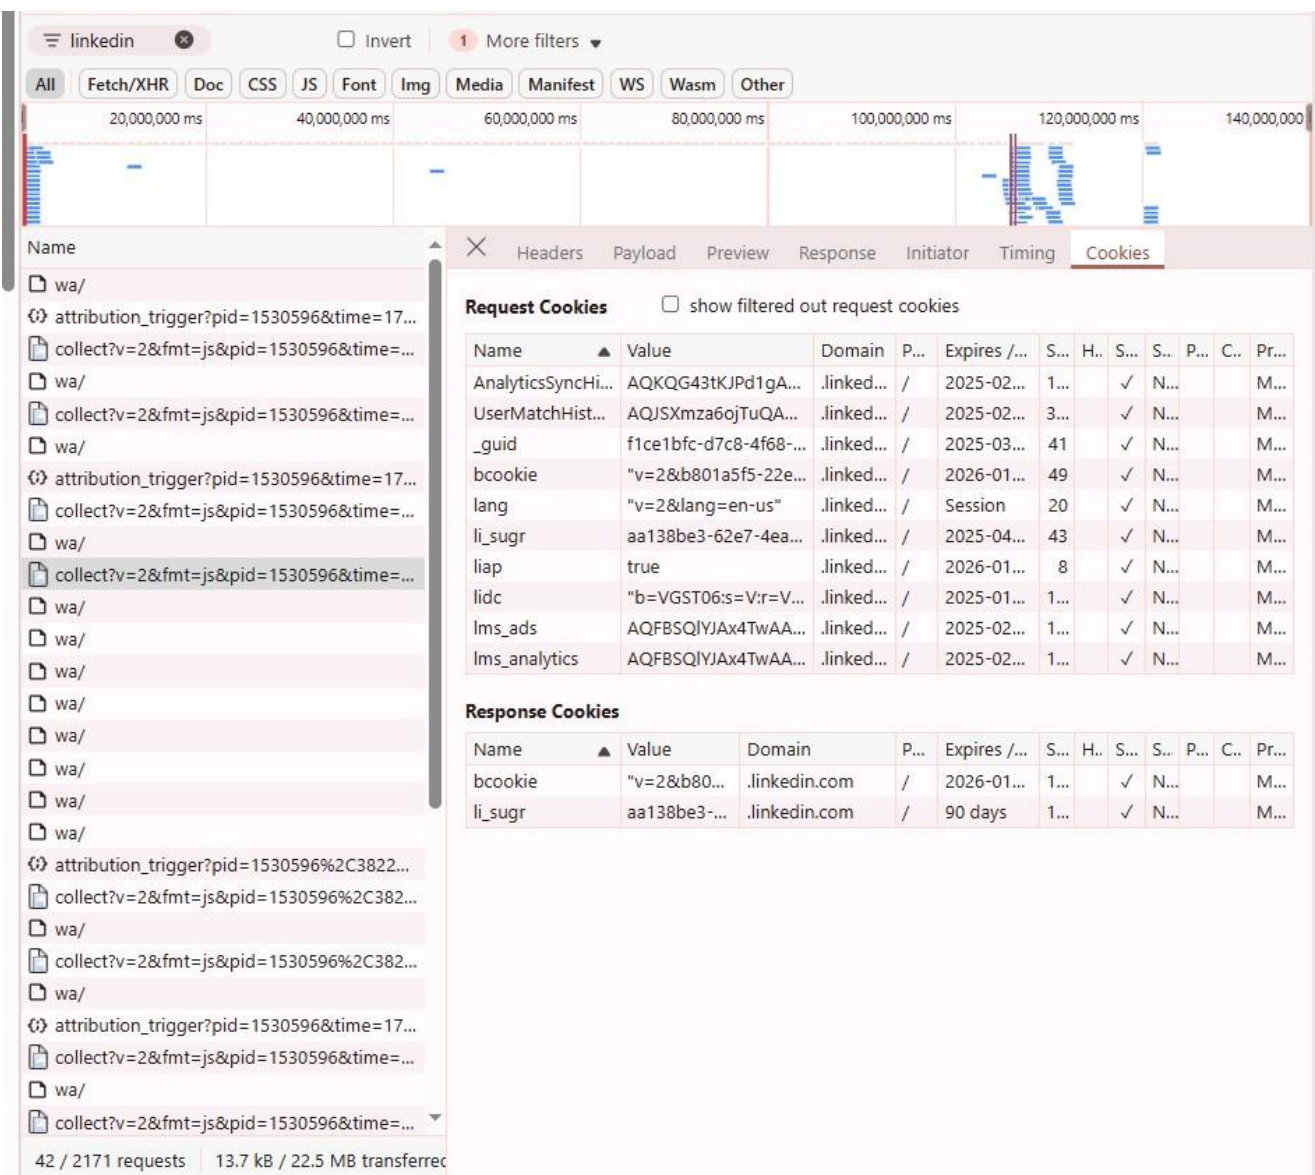 linkedin Invert 1 More filters
All Fetch/XHR Doc CSS JS Font Img Media Manifest WS Wasm Other
20,000,000 ms 40,000,000 ms 60,000,000 ms 80,000,000 ms 100,000,000 ms 120,000,000 ms 140,000,000
Name
wa/
attribution_trigger?pid=1530596&time=17...
collect?v=2&fmt=js&pid=1530596&time=...
wa/
collect?v=2&fmt=js&pid=1530596&time=...
wa/
attribution_trigger?pid=1530596&time=17...
collect?v=2&fmt=js&pid=1530596&time=...
wa/
collect?v=2&fmt=js&pid=1530596&time=...
wa/
wa/
wa/
wa/
wa/
wa/
wa/
wa/
attribution_trigger?pid=1530596%2C3822...
collect?v=2&fmt=js&pid=1530596%2C382...
wa/
collect?v=2&fmt=js&pid=1530596%2C382...
wa/
attribution_trigger?pid=1530596&time=17...
collect?v=2&fmt=js&pid=1530596&time=...
wa/
collect?v=2&fmt=js&pid=1530596&time=...
42 / 2171 requests 13.7 kB / 22.5 MB transferred
Headers Payload Preview Response Initiator Timing Cookies
Request Cookies show filtered out request cookies
Name Value Domain P... Expires /... S... H.. S... S... P... C... Pr...
AnalyticsSyncHi... AQKQG43tKJPd1gA... .linked... / 2025-02... 1... ✓ N... M...
UserMatchHist... AQJSXmza6ojTuQA... .linked... / 2025-02... 3... ✓ N... M...
_guid f1ce1bfc-d7c8-4f68-... .linked... / 2025-03... 41 ✓ N... M...
bcookie "v=2&b801a5f5-22e... .linked... / 2026-01... 49 ✓ N... M...
lang "v=2&lang=en-us" .linked... / Session 20 ✓ N... M...
li_sugr aa138be3-62e7-4ea... .linked... / 2025-04... 43 ✓ N... M...
liap true .linked... / 2026-01... 8 ✓ N... M...
lidc "b=VGST06:s=V:r=V... .linked... / 2025-01... 1... ✓ N... M...
lms_ads AQFBSQlYJAx4TwAA... .linked... / 2025-02... 1... ✓ N... M...
lms_analytics AQFBSQlYJAx4TwAA... .linked... / 2025-02... 1... ✓ N... M...
Response Cookies
Name Value Domain P... Expires /... S... H.. S... S... P... C... Pr...
bcookie "v=2&b80... .linkedin.com / 2026-01... 1... ✓ N... M...
li_sugr aa138be3-... .linkedin.com / 90 days 1... ✓ N... M...